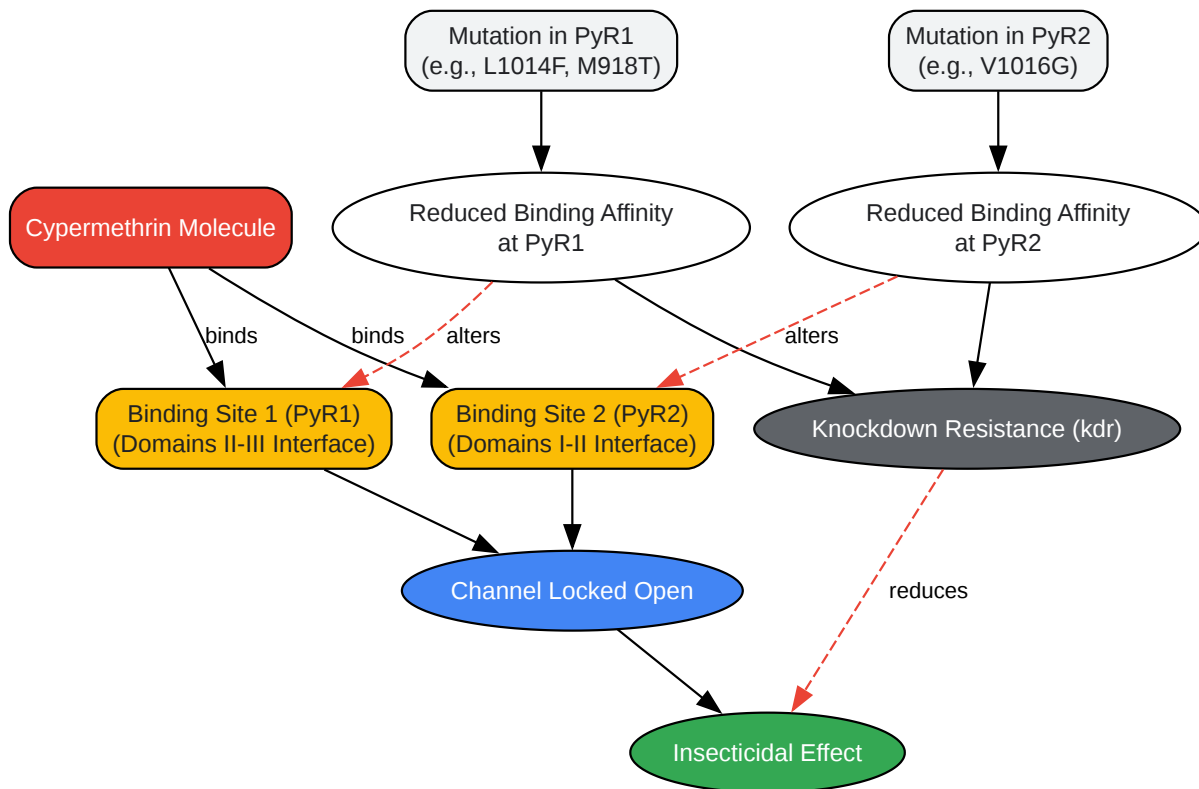 Mutation in PyR1
(e.g., L1014F, M918T)
Mutation in PyR2
(e.g., V1016G)
Cypermethrin Molecule
Reduced Binding Affinity
at PyR1
Reduced Binding Affinity
at PyR2
binds
binds
alters
alters
Binding Site 1 (PyR1)
(Domains II-III Interface)
Binding Site 2 (PyR2)
(Domains I-II Interface)
Knockdown Resistance (kdr)
Channel Locked Open
reduces
Insecticidal Effect